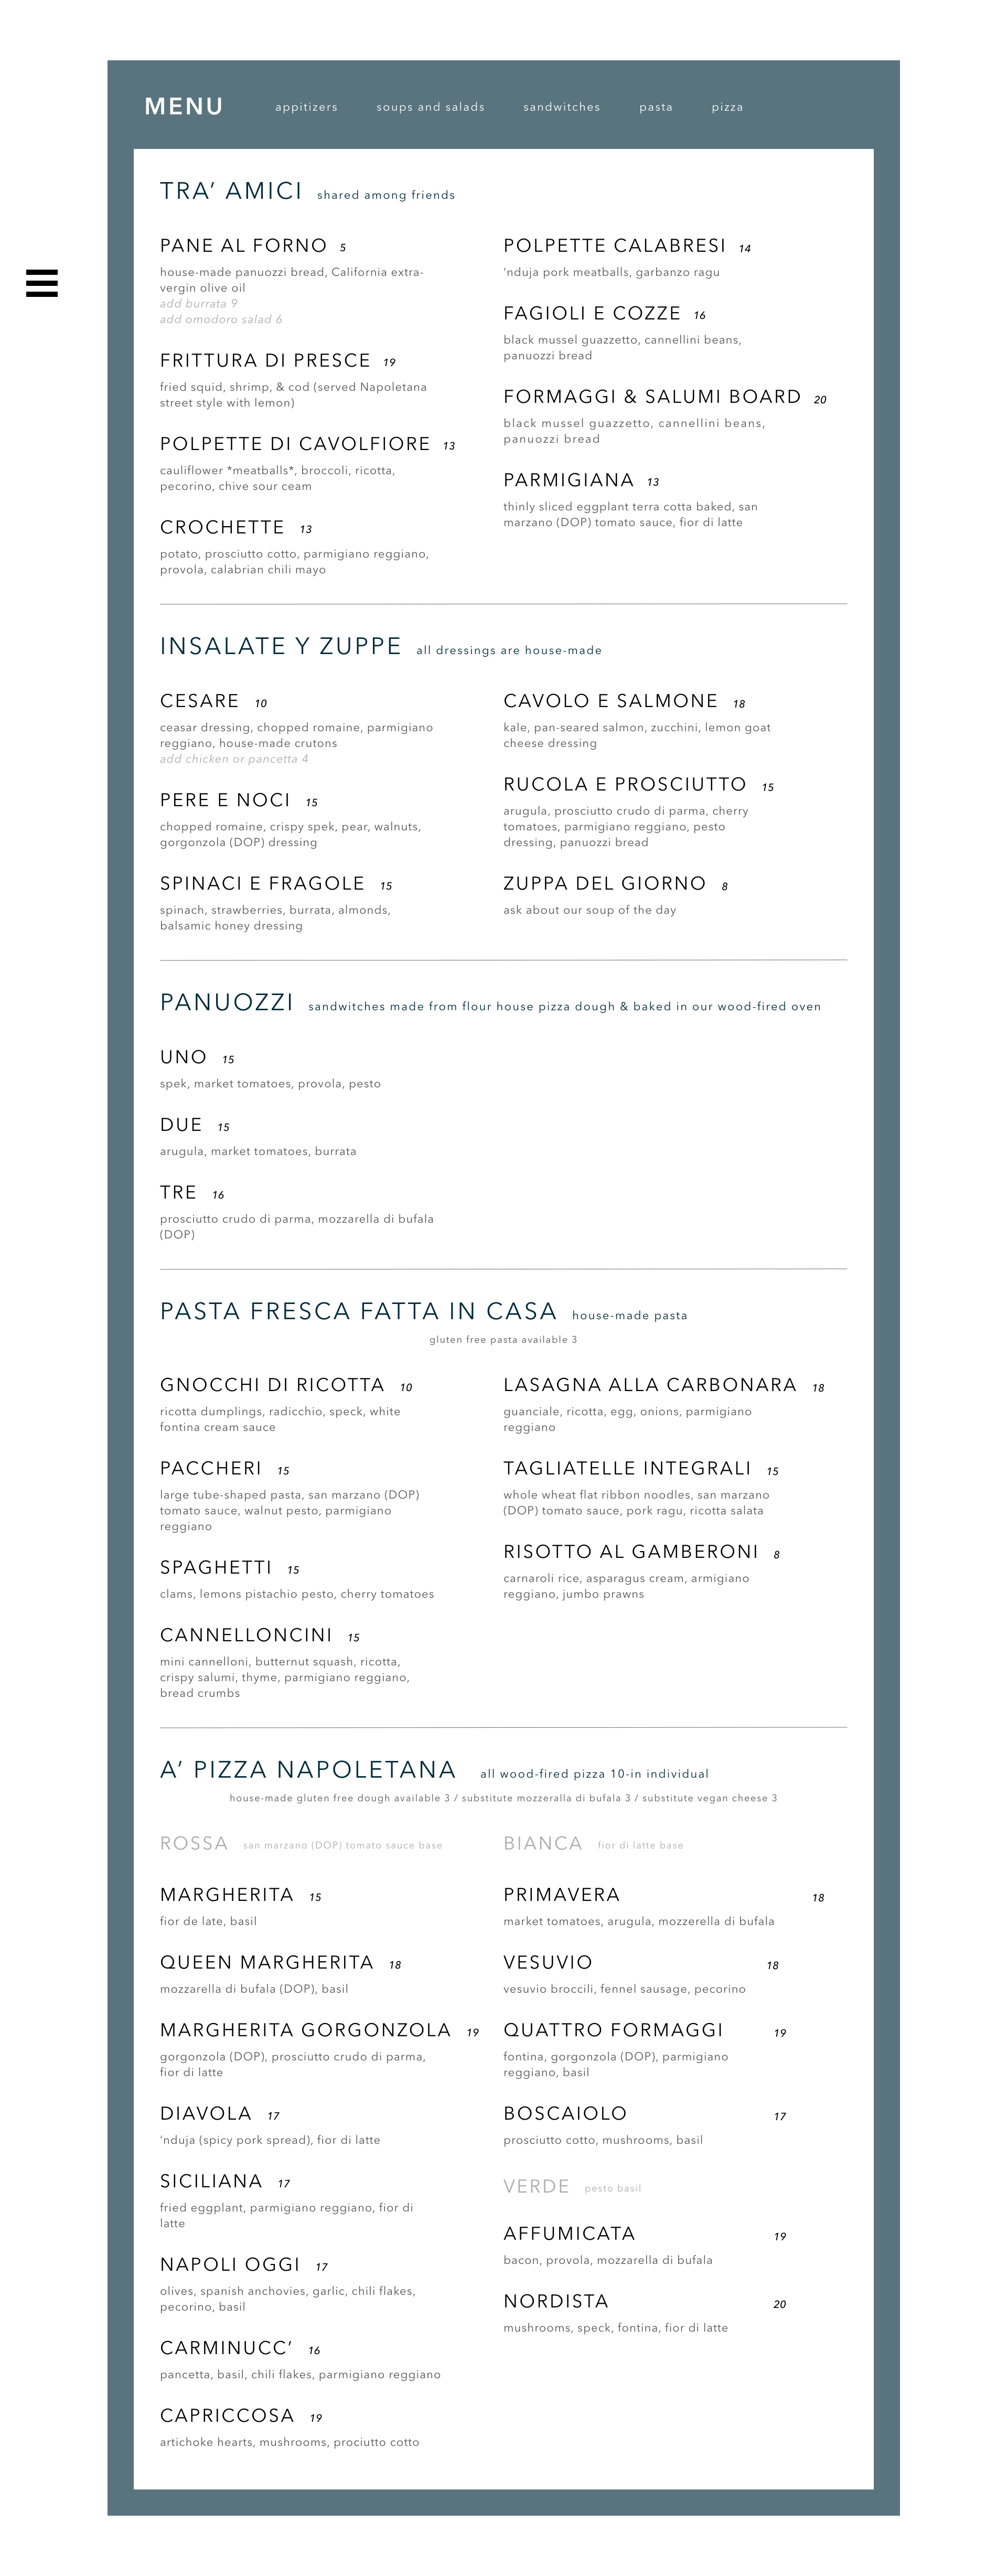 MENU appitizers soups and salads sandwitches pasta pizza
TRA’ AMICI shared among friends
PANE AL FORNO 5
house-made panuozzi bread, California extra-
vergin olive oil
add burrata 9
add omodoro salad 6
FRITTURA DI PRESCE 19
fried squid, shrimp, & cod (served Napoletana
street style with lemon)
POLPETTE DI CAVOLFIORE 13
cauliflower *meatballs*, broccoli, ricotta,
pecorino, chive sour ceam
CROCHETTE 13
potato, prosciutto cotto, parmigiano reggiano,
provola, calabrian chili mayo
POLPETTE CALABRESI 14
‘nduja pork meatballs, garbanzo ragu
FAGIOLI E COZZE 16
black mussel guazzetto, cannellini beans,
panuozzi bread
FORMAGGI & SALUMI BOARD 20
black mussel guazzetto, cannellini beans,
panuozzi bread
PARMIGIANA 13
thinly sliced eggplant terra cotta baked, san
marzano (DOP) tomato sauce, fior di latte
INSALATE Y ZUPPE all dressings are house-made
CESARE 10
ceasar dressing, chopped romaine, parmigiano
reggiano, house-made crutons
add chicken or pancetta 4
PERE E NOCI 15
chopped romaine, crispy spek, pear, walnuts,
gorgonzola (DOP) dressing
SPINACI E FRAGOLE 15
spinach, strawberries, burrata, almonds,
balsamic honey dressing
CAVOLO E SALMONE 18
kale, pan-seared salmon, zucchini, lemon goat
cheese dressing
RUCOLA E PROSCIUTTO 15
arugula, prosciutto crudo di parma, cherry
tomatoes, parmigiano reggiano, pesto
dressing, panuozzi bread
ZUPPA DEL GIORNO 8
ask about our soup of the day
PANUOZZI sandwitches made from flour house pizza dough & baked in our wood-fired oven
UNO 15
spek, market tomatoes, provola, pesto
DUE 15
arugula, market tomatoes, burrata
TRE 16
prosciutto crudo di parma, mozzarella di bufala
(DOP)
PASTA FRESCA FATTA IN CASA house-made pasta
gluten free pasta available 3
GNOCCHI DI RICOTTA 10
ricotta dumplings, radicchio, speck, white
fontina cream sauce
PACCHERI 15
large tube-shaped pasta, san marzano (DOP)
tomato sauce, walnut pesto, parmigiano
reggiano
SPAGHETTI 15
clams, lemons pistachio pesto, cherry tomatoes
CANNELLONCINI 15
mini cannelloni, butternut squash, ricotta,
crispy salumi, thyme, parmigiano reggiano,
bread crumbs
LASAGNA ALLA CARBONARA 18
guanciale, ricotta, egg, onions, parmigiano
reggiano
TAGLIATELLE INTEGRALI 15
whole wheat flat ribbon noodles, san marzano
(DOP) tomato sauce, pork ragu, ricotta salata
RISOTTO AL GAMBERONI 8
carnaroli rice, asparagus cream, armigiano
reggiano, jumbo prawns
A’ PIZZA NAPOLETANA all wood-fired pizza 10-in individual
house-made gluten free dough available 3 / substitute mozzeralla di bufala 3 / substitute vegan cheese 3
ROSSA san marzano (DOP) tomato sauce base
MARGHERITA 15
fior de late, basil
QUEEN MARGHERITA 18
mozzarella di bufala (DOP), basil
MARGHERITA GORGONZOLA 19
gorgonzola (DOP), prosciutto crudo di parma,
fior di latte
DIAVOLA 17
‘nduja (spicy pork spread), fior di latte
SICILIANA 17
fried eggplant, parmigiano reggiano, fior di
latte
NAPOLI OGGI 17
olives, spanish anchovies, garlic, chili flakes,
pecorino, basil
CARMINUCC’ 16
pancetta, basil, chili flakes, parmigiano reggiano
CAPRICCOSA 19
artichoke hearts, mushrooms, prociutto cotto
BIANCA fior di latte base
PRIMAVERA 18
market tomatoes, arugula, mozzerella di bufala
VESUVIO 18
vesuvio broccili, fennel sausage, pecorino
QUATTRO FORMAGGI 19
fontina, gorgonzola (DOP), parmigiano
reggiano, basil
BOSCAIOLO 17
prosciutto cotto, mushrooms, basil
VERDE pesto basil
AFFUMICATA 19
bacon, provola, mozzarella di bufala
NORDISTA 20
mushrooms, speck, fontina, fior di latte